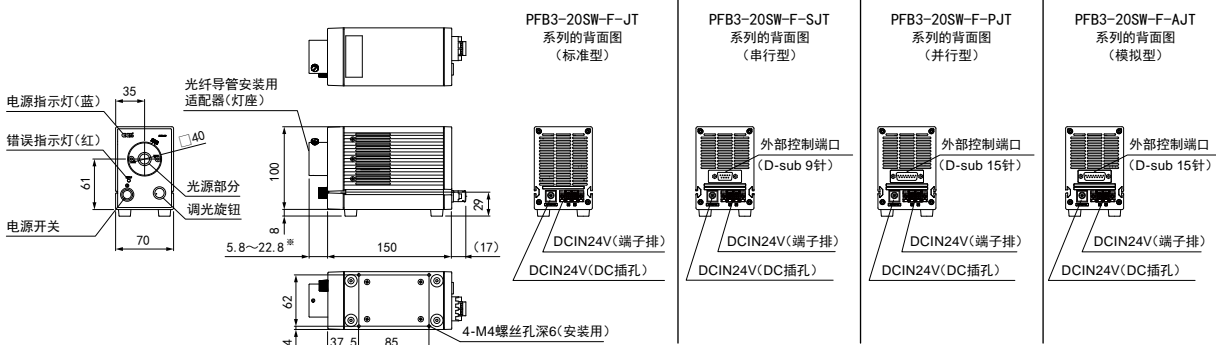 PFB3-20SW-F-JT
系列的背面图
（标准型）
PFB3-20SW-F-SJT
系列的背面图
（串行型）
PFB3-20SW-F-PJT
系列的背面图
（并行型）
PFB3-20SW-F-AJT
系列的背面图
（模拟型）
电源指示灯（蓝）
35
光纤导管安装用
适配器（灯座）
错误指示灯（红）
□40
61
光源部分
调光旋钮
电源开关
70
100
29
8
5.8～22.8※
150
（17）
62
4-M4螺丝孔深6（安装用）
4
37.5
85
DCIN24V（端子排）
DCIN24V（DC插孔）
外部控制端口
（D-sub 9针）
DCIN24V（端子排）
DCIN24V（DC插孔）
外部控制端口
（D-sub 15针）
DCIN24V（端子排）
DCIN24V（DC插孔）
外部控制端口
（D-sub 15针）
DCIN24V（端子排）
DCIN24V（DC插孔）